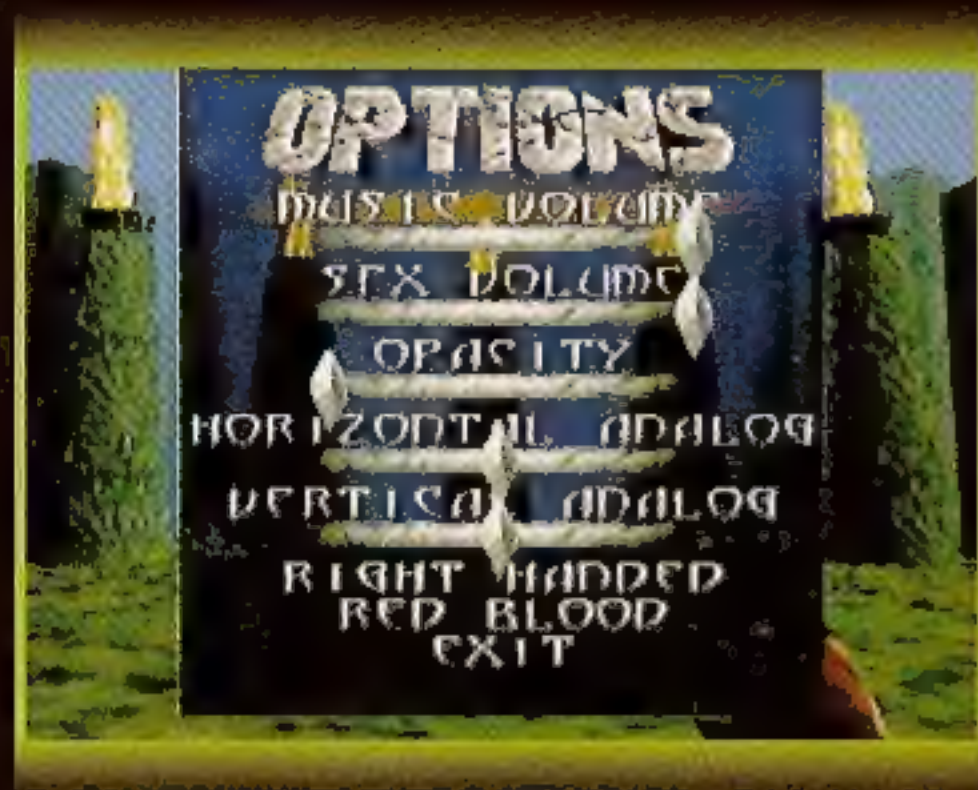 OPTIONS
MUSIC VOLUME
SFX VOLUME
OPACITY
HORIZONTAL ANALOG
VERTICAL ANALOG
RIGHT HANDED
RED BLOOD
EXIT